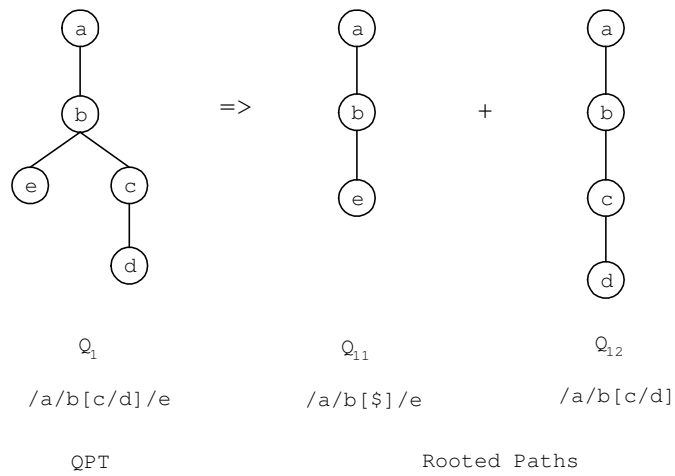 a a a
b => b + b
e c e c
d d
Q1 Q11 Q12
/a/b[c/d]/e /a/b[$]/e /a/b[c/d]
QPT Rooted Paths